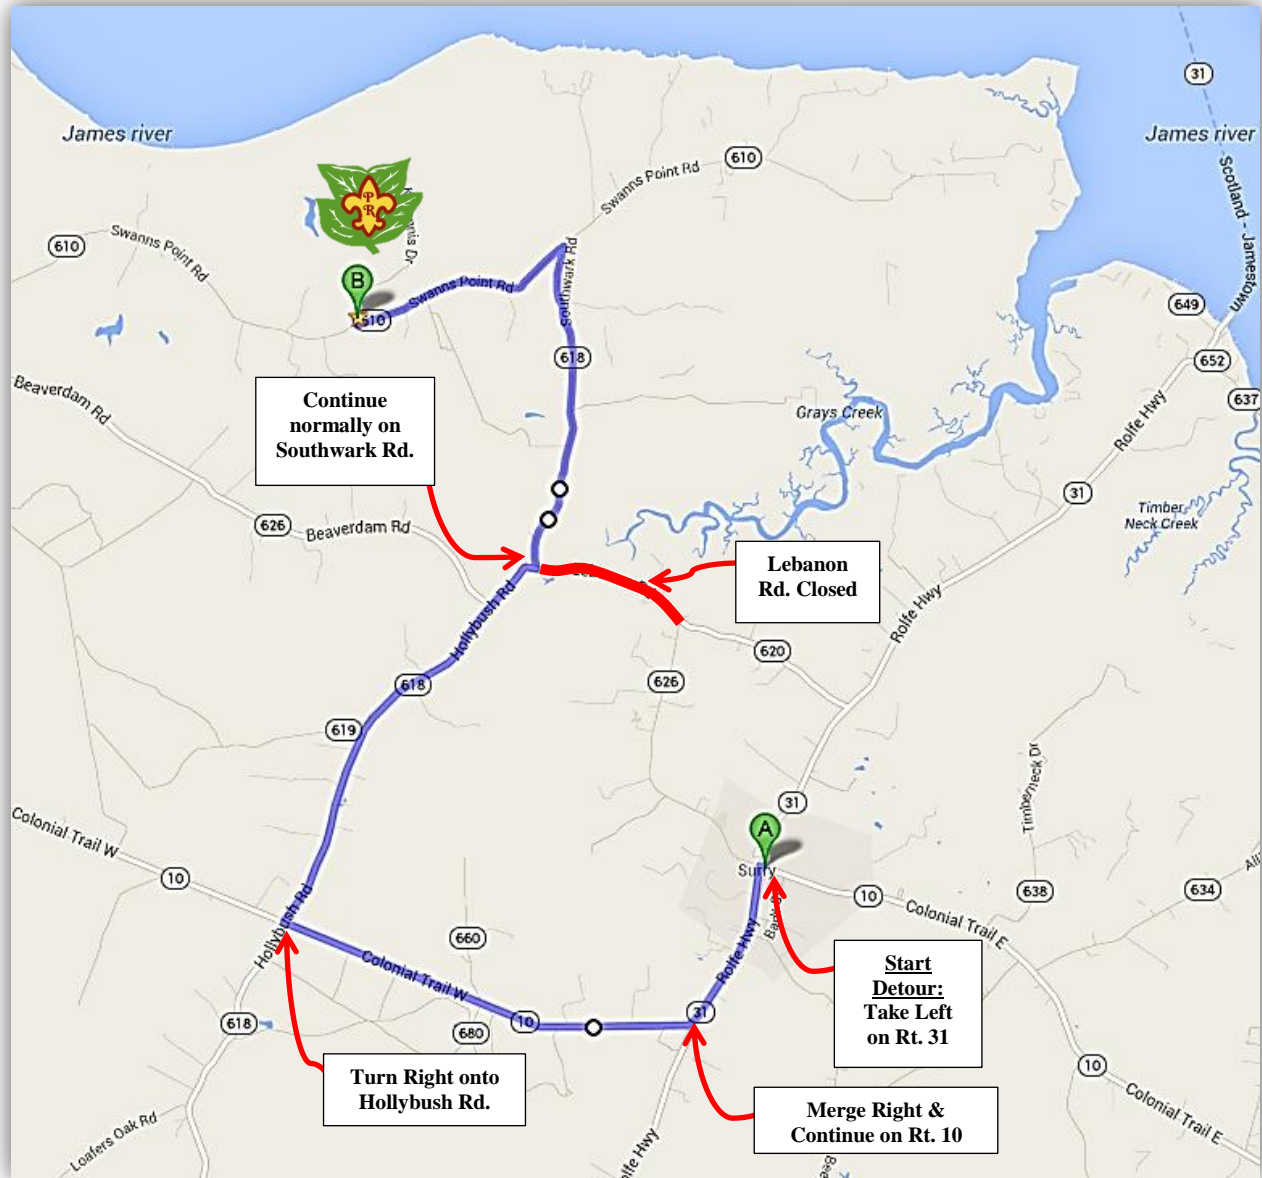 31
James river
James river
610
Swanns Point Rd
Scotland - Jamestown
P
R
610
Swanns Point Rd
B
Swanns Point Rd
610
Southwark Rd
649
618
652
637
Beaverdam Rd
Continue
normally on
Southwark Rd.
Grays Creek
Rolfe Hwy
31
Timber
Neck Creek
626
Beaverdam Rd
Lebanon
Rd. Closed
Hollybush Rd
Rolfe Hwy
620
626
618
619
Timberneck Dr
31
A
Colonial Trail W
Surry
10
10
638
634
Hollybush Rd
Colonial Trail E
660
Rolfe Hwy
Colonial Trail W
Start
Detour:
Take Left
on Rt. 31
31
10
618
680
10
Turn Right onto
Hollybush Rd.
Merge Right &
Continue on Rt. 10
Colonial Trail E
Loafers Oak Rd